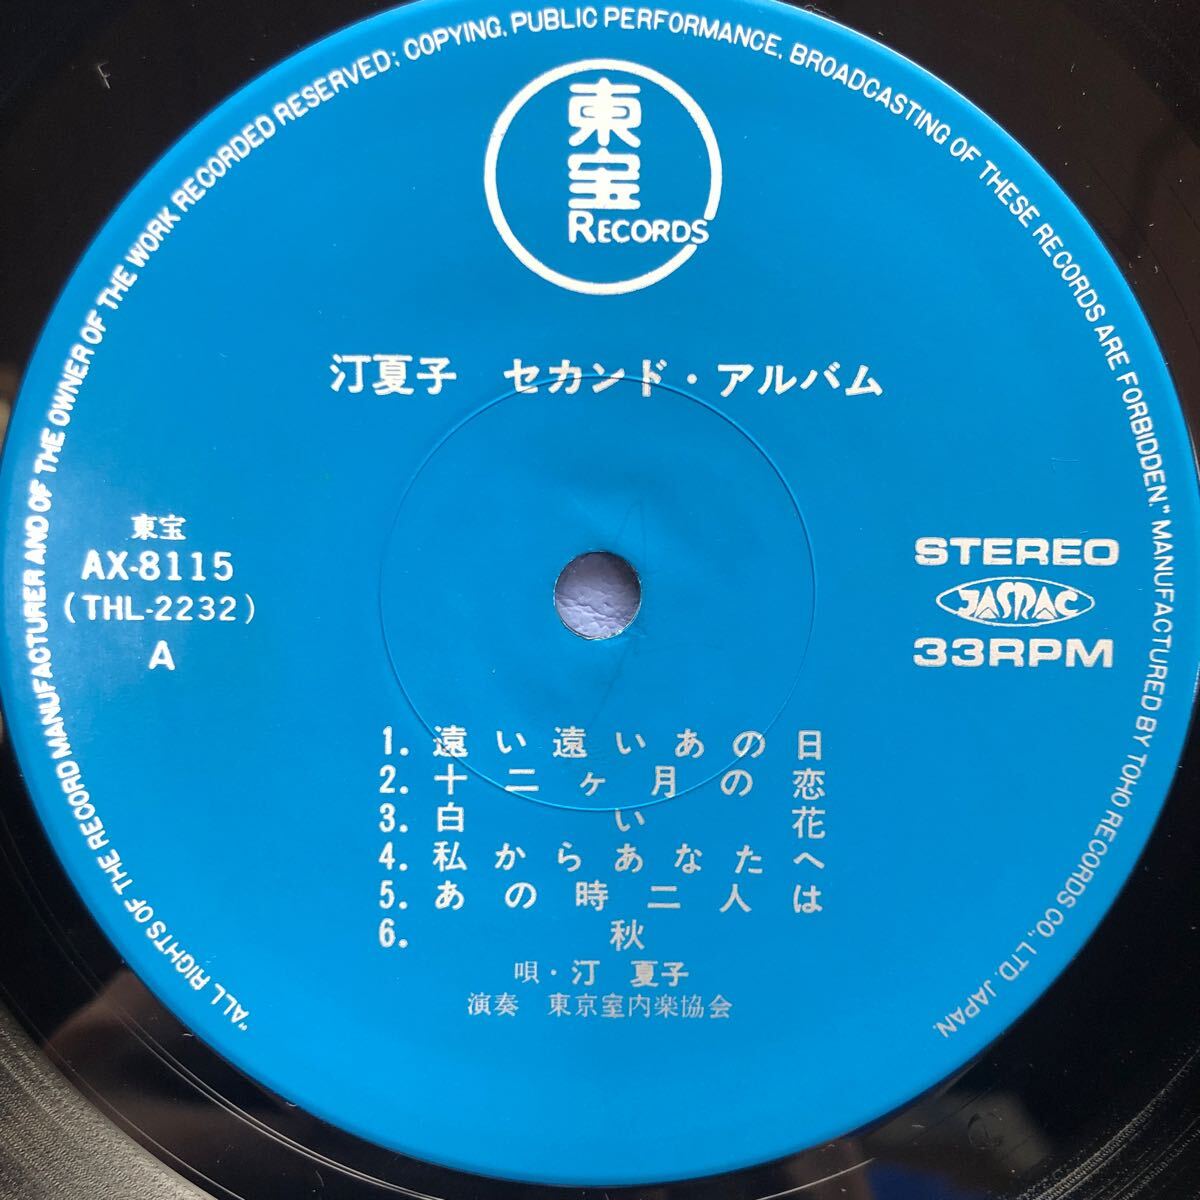 "ALL RIGHTS OF THE RECORD MANUFACTURER AND OF THE OWNER OF THE WORK RECORDED RESERVED; COPYING, PUBLIC PERFORMANCE, BROADCASTING OF THESE RECORDS ARE FORBIDDEN." MANUFACTURED BY TOHO RECORDS CO., LTD. JAPAN.
東宝
RECORDS
汀夏子 セカンド・アルバム
東宝
AX-8115
(THL-2232)
A
STEREO
JASRAC
33RPM
1. 遠い遠いあの日
2. 十二ヶ月の恋
3. 白い花
4. 私からあなたへ
5. あの時二人は
6. 秋
唄・汀 夏子
演奏 東京室内楽協会